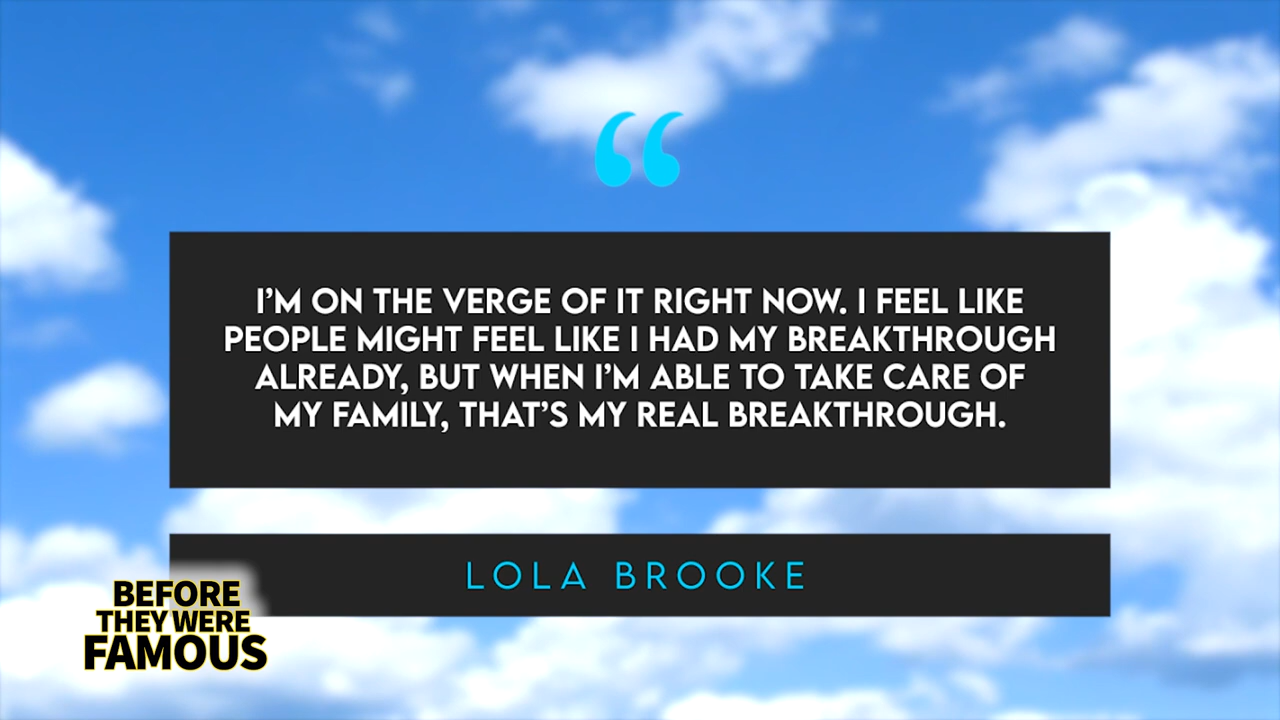 “
I’M ON THE VERGE OF IT RIGHT NOW. I FEEL LIKE
PEOPLE MIGHT FEEL LIKE I HAD MY BREAKTHROUGH
ALREADY, BUT WHEN I’M ABLE TO TAKE CARE OF
MY FAMILY, THAT’S MY REAL BREAKTHROUGH.
LOLA BROOKE
BEFORE
THEY WERE
FAMOUS